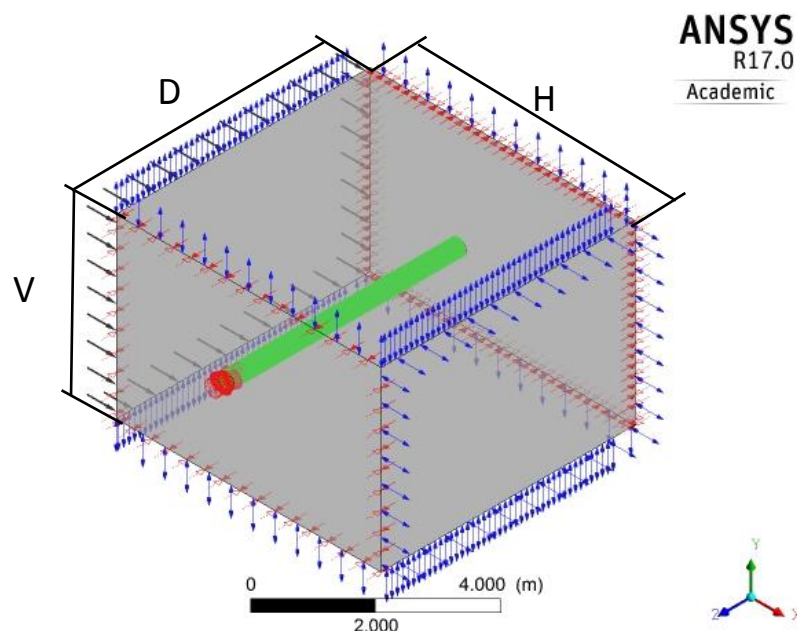 ANSYS
R17.0
Academic
D
H
V
0 4.000 (m)
2.000
Y
Z X